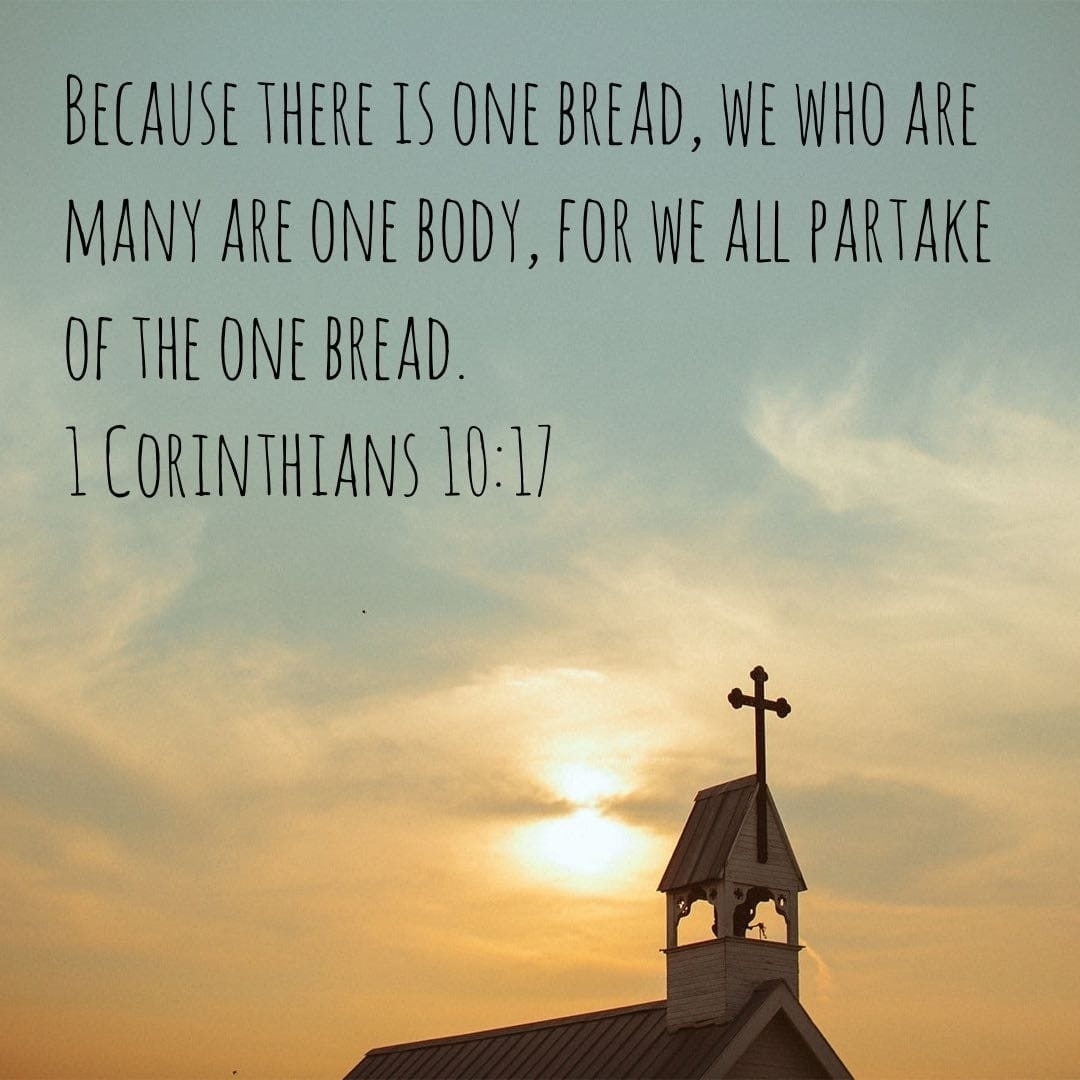 Because there is one bread, we who are
many are one body, for we all partake
of the one bread.
1 Corinthians 10:17